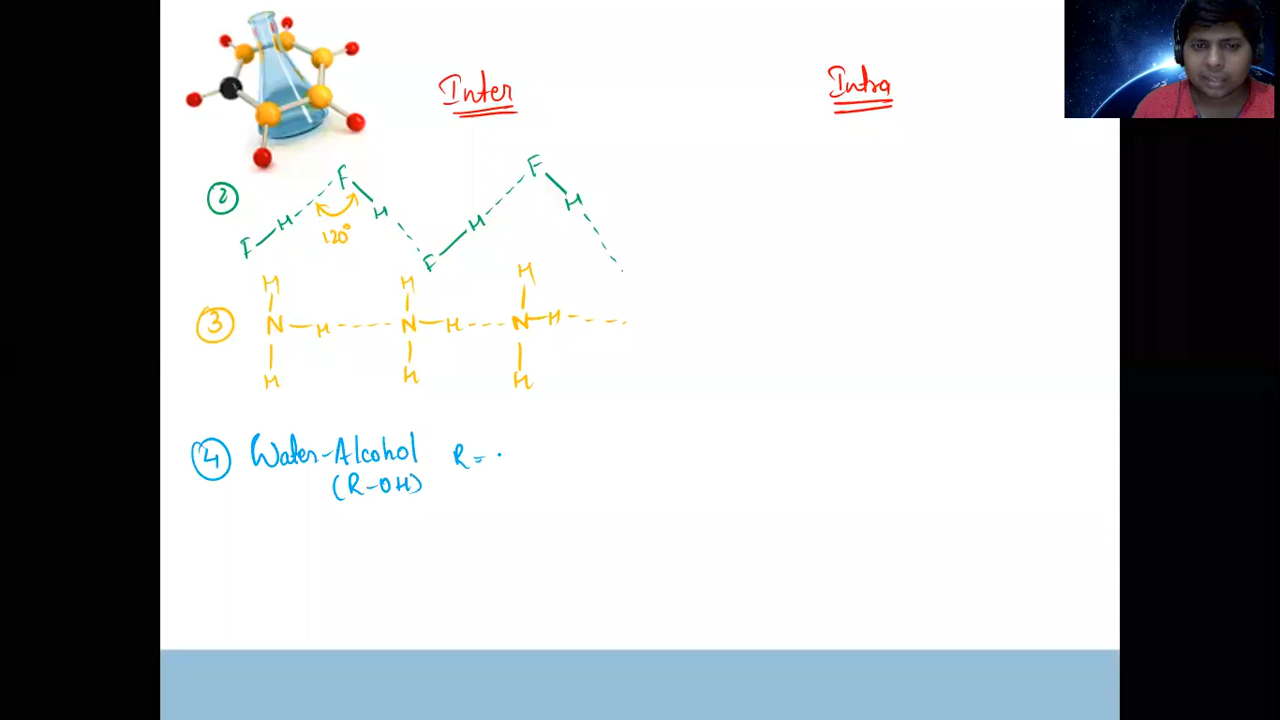 Inter
Intra
②
F
F
H
H
H
H
120°
F
F
H
H
H
③
N
H
N
H
N
H
H
H
H
④ Water-Alcohol R = .
(R-OH)